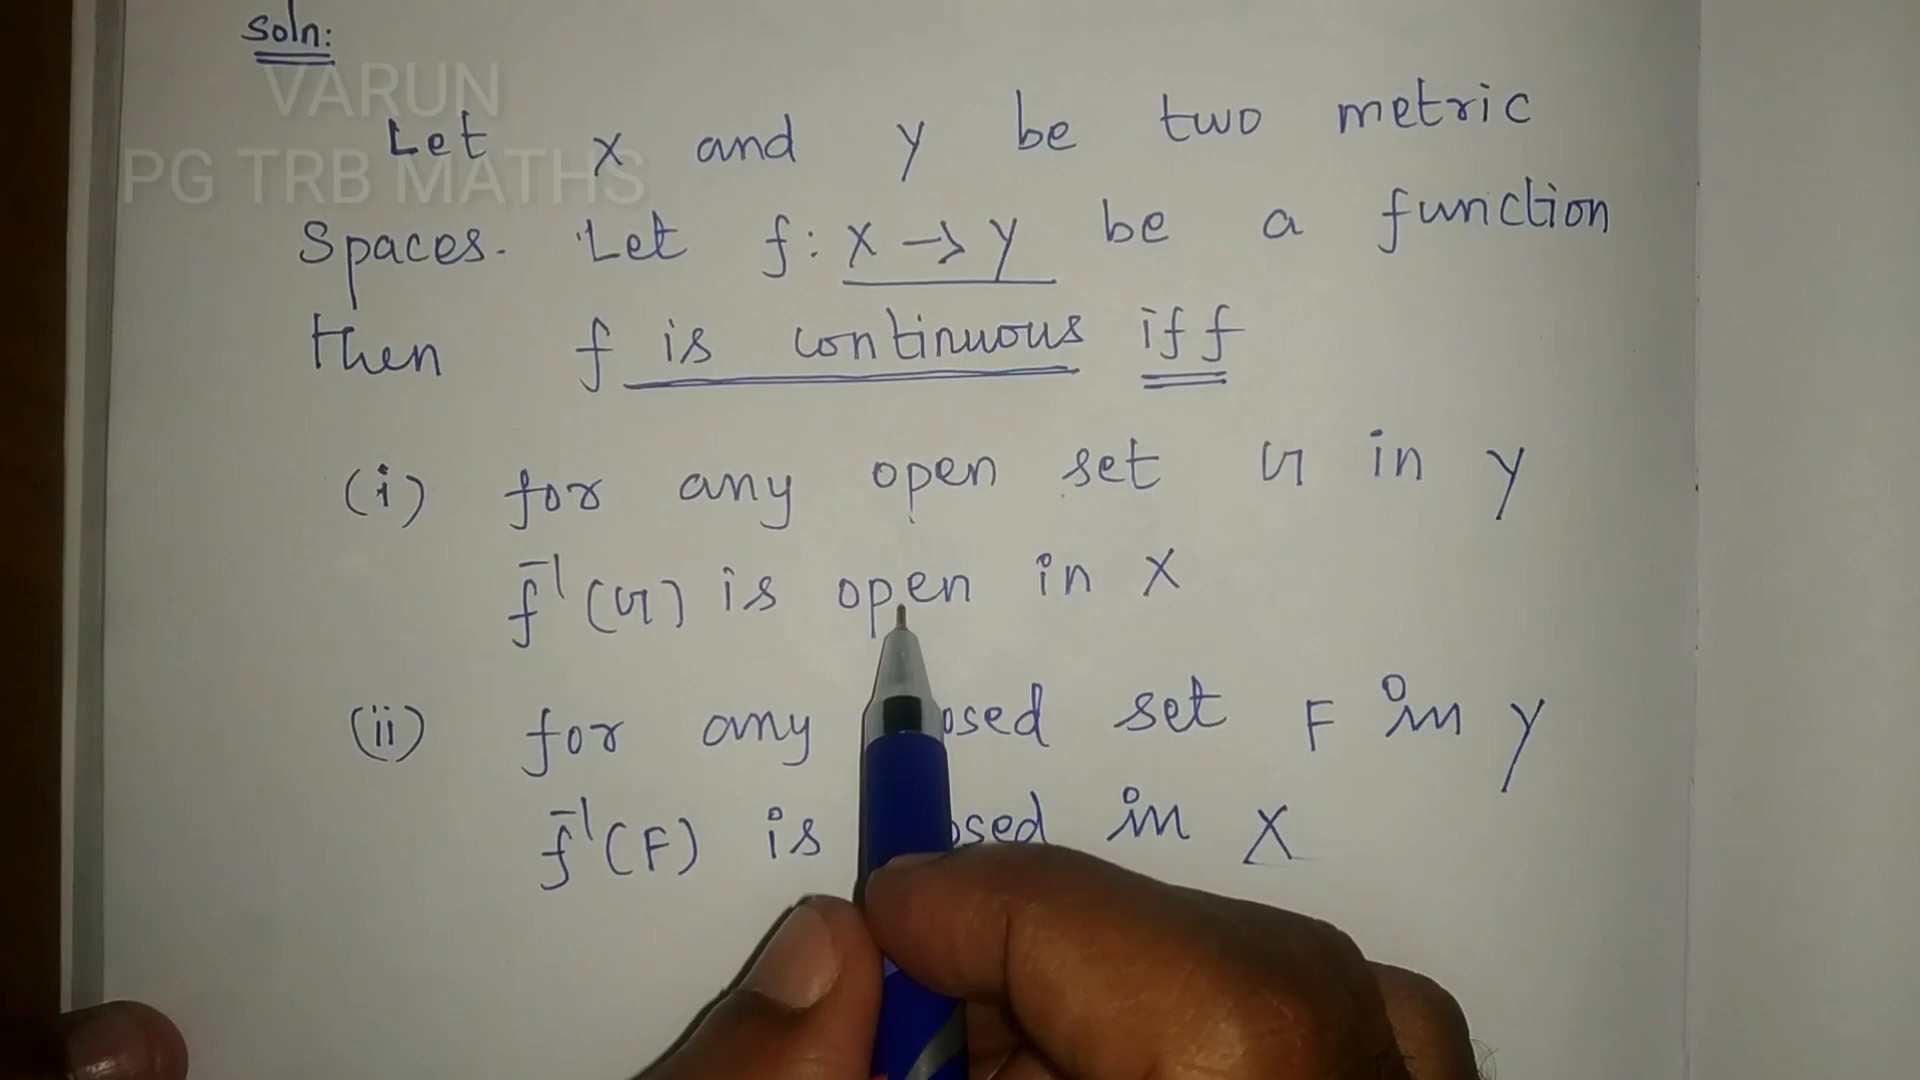 Soln:
VARUN
PG TRB MATHS
Let X and Y be two metric
Spaces. Let f: X → Y be a function
then f is continuous iff
(i) for any open set G in Y
f⁻¹(G) is open in X
(ii) for any set F in Y
f⁻¹(F) is in X